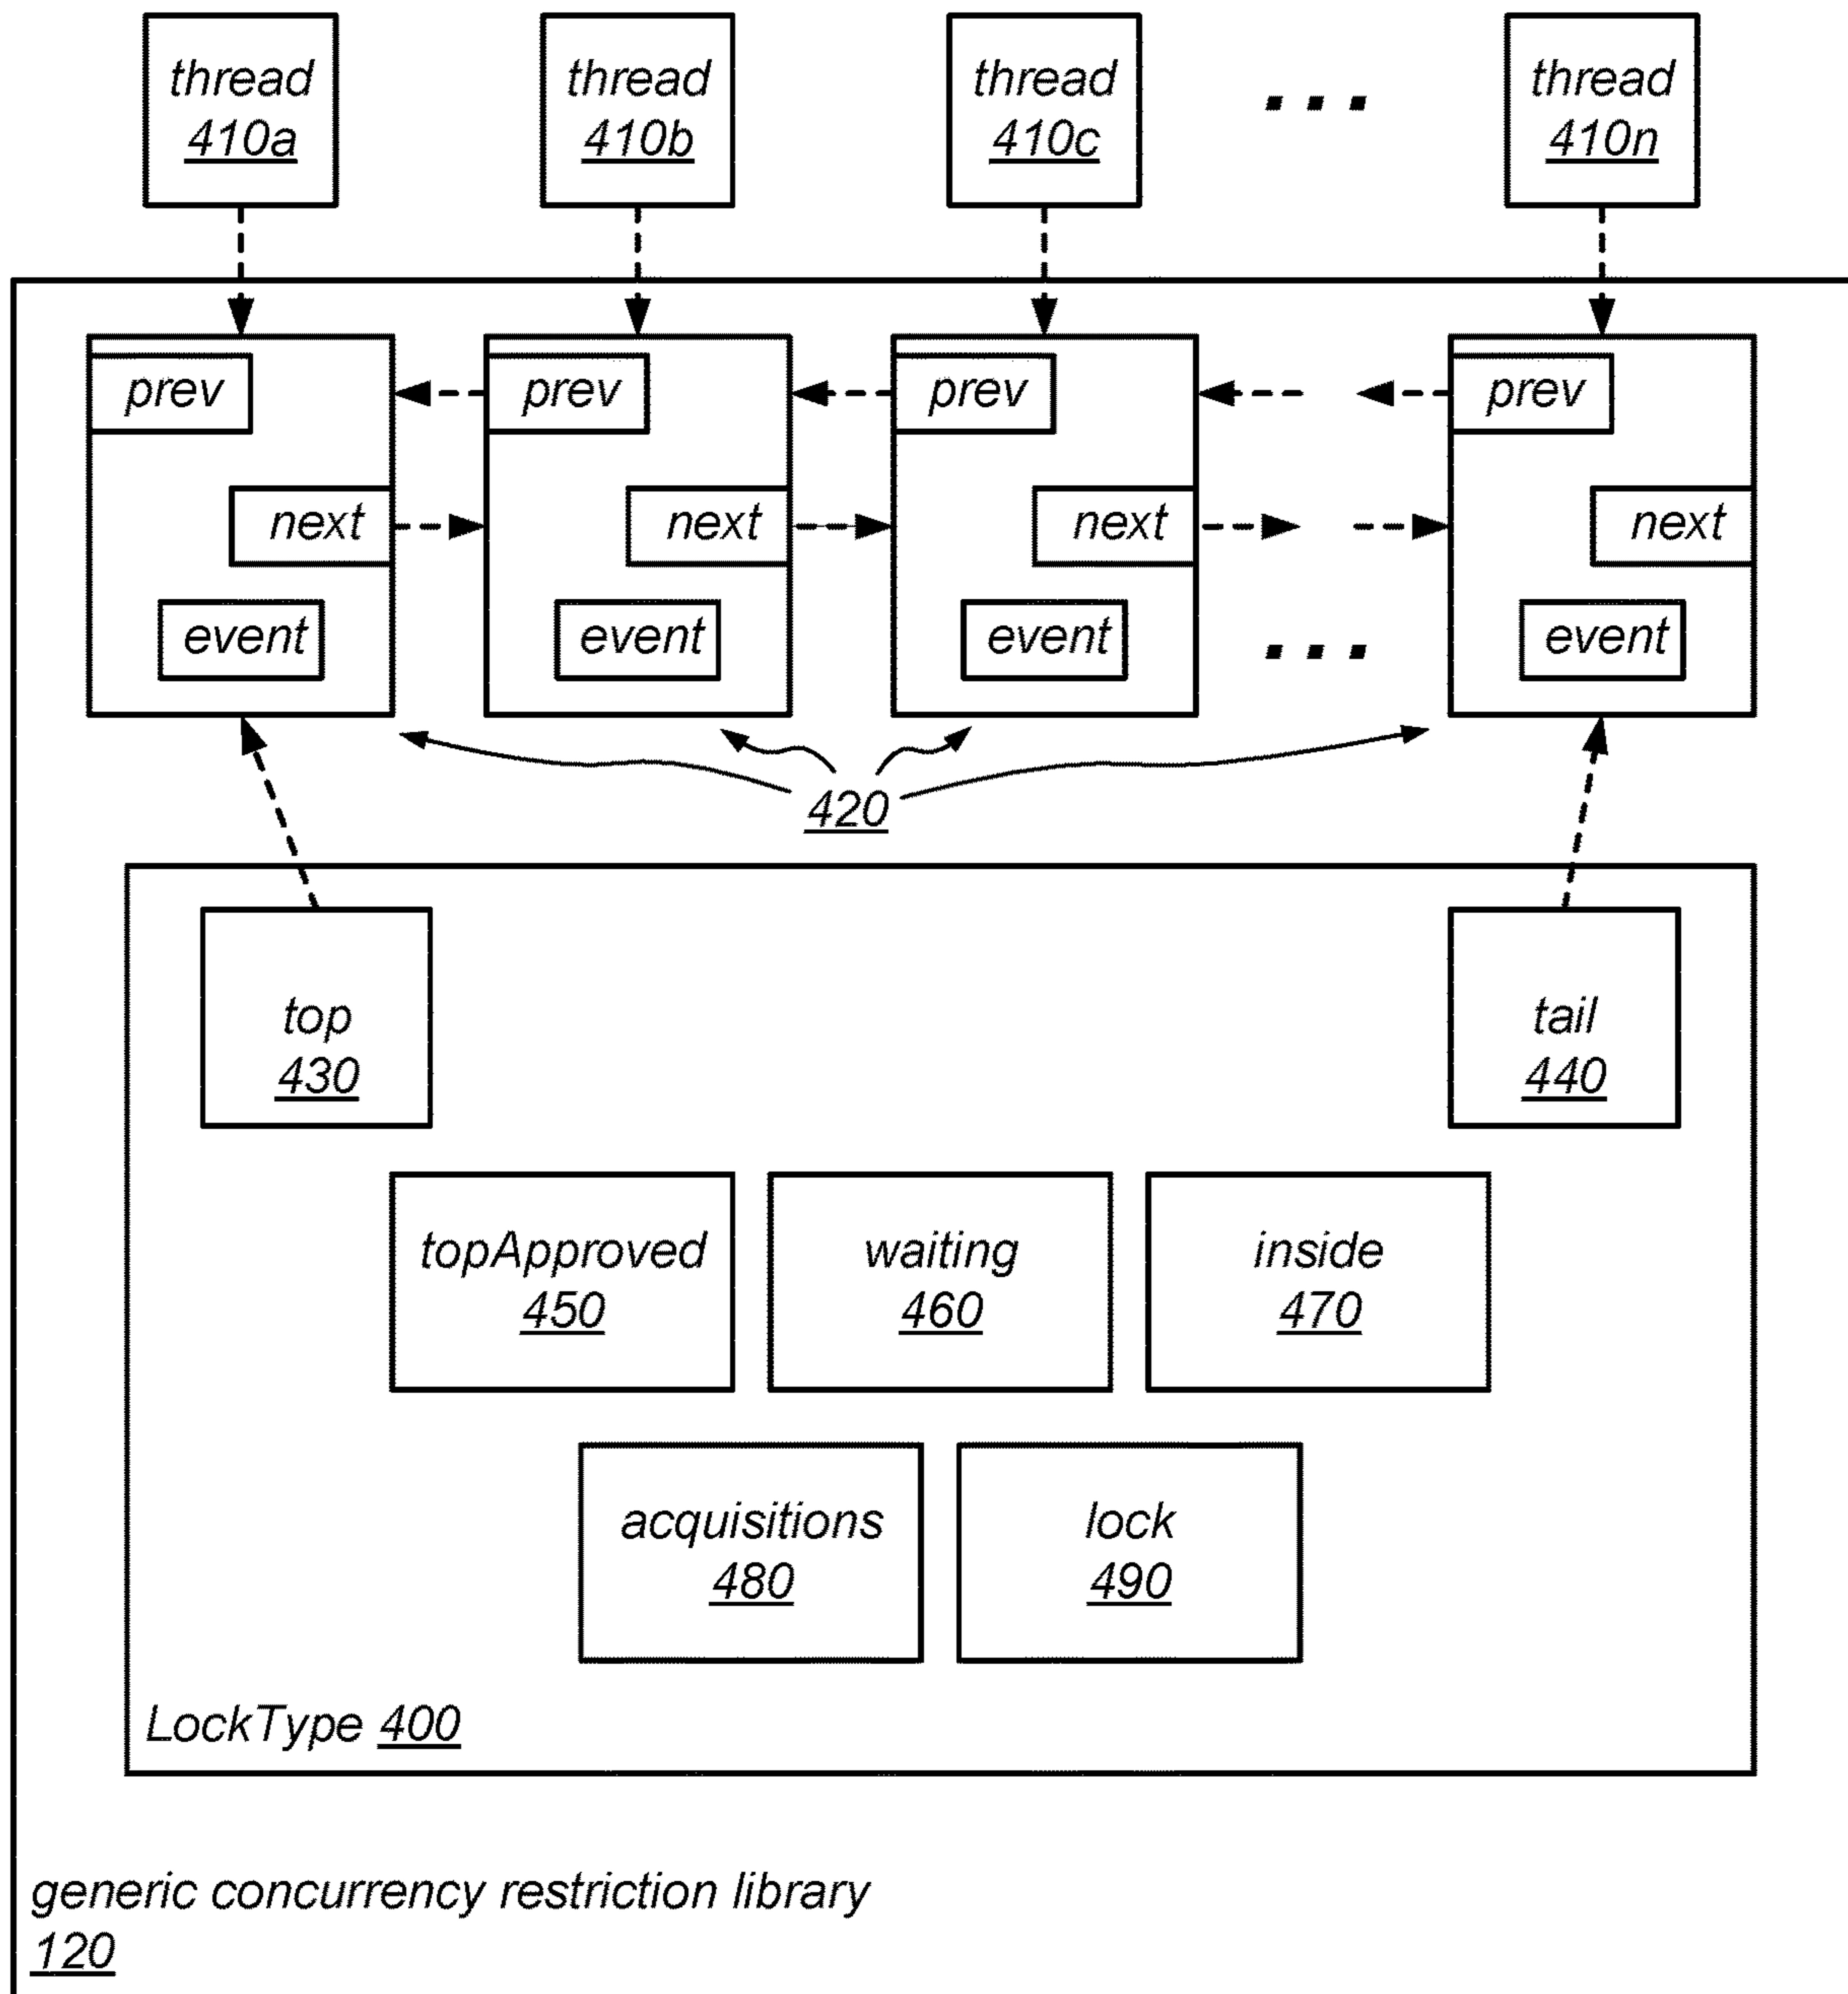 thread thread thread ... thread
410a 410b 410c 410n
prev prev prev prev
next next next next
event event event ... event
420
top tail
430 440
topApproved waiting inside
450 460 470
acquisitions lock
480 490
LockType 400
generic concurrency restriction library
120